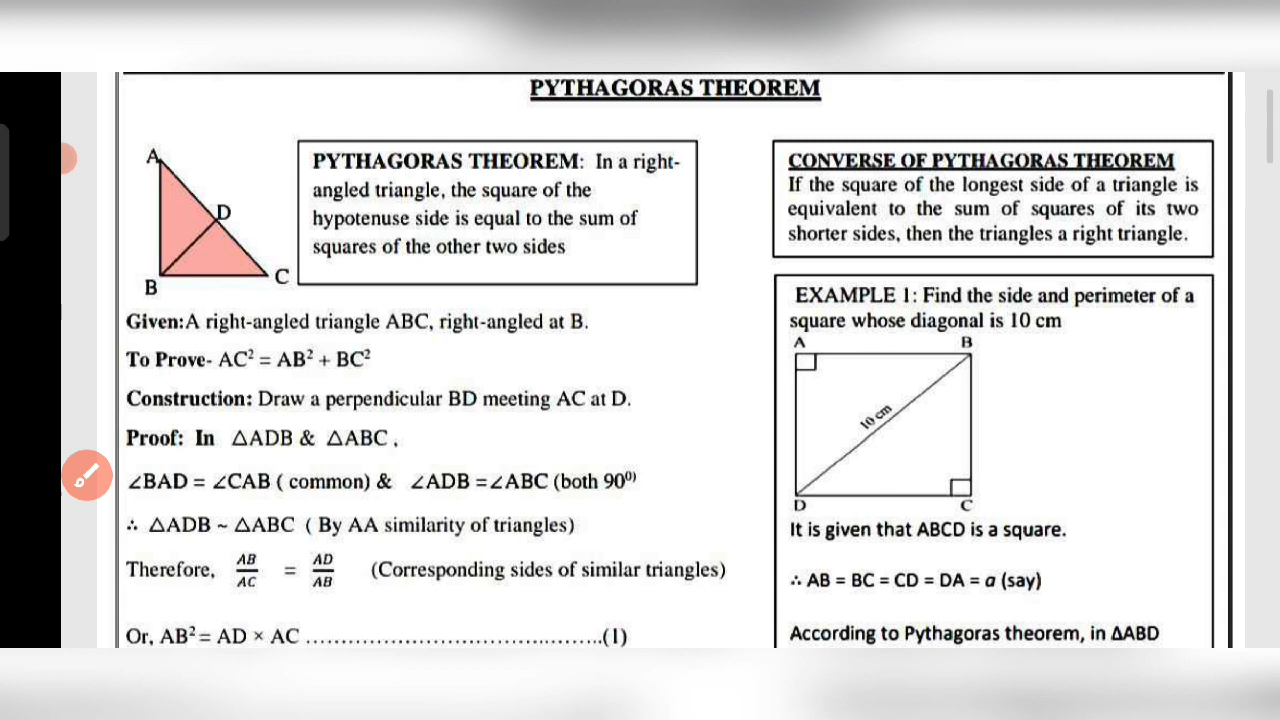 PYTHAGORAS THEOREM
A
D
B
C
PYTHAGORAS THEOREM: In a right-
angled triangle, the square of the
hypotenuse side is equal to the sum of
squares of the other two sides
Given:A right-angled triangle ABC, right-angled at B.
To Prove- AC² = AB² + BC²
Construction: Draw a perpendicular BD meeting AC at D.
Proof: In △ADB & △ABC ,
∠BAD = ∠CAB ( common) & ∠ADB =∠ABC (both 90⁰⁾
∴ △ADB ~ △ABC ( By AA similarity of triangles)
Therefore, AB/AC = AD/AB (Corresponding sides of similar triangles)
Or, AB² = AD × AC ..........................................(1)
CONVERSE OF PYTHAGORAS THEOREM
If the square of the longest side of a triangle is
equivalent to the sum of squares of its two
shorter sides, then the triangles a right triangle.
EXAMPLE 1: Find the side and perimeter of a
square whose diagonal is 10 cm
A B
10 cm
D C
It is given that ABCD is a square.
∴ AB = BC = CD = DA = a (say)
According to Pythagoras theorem, in ΔABD